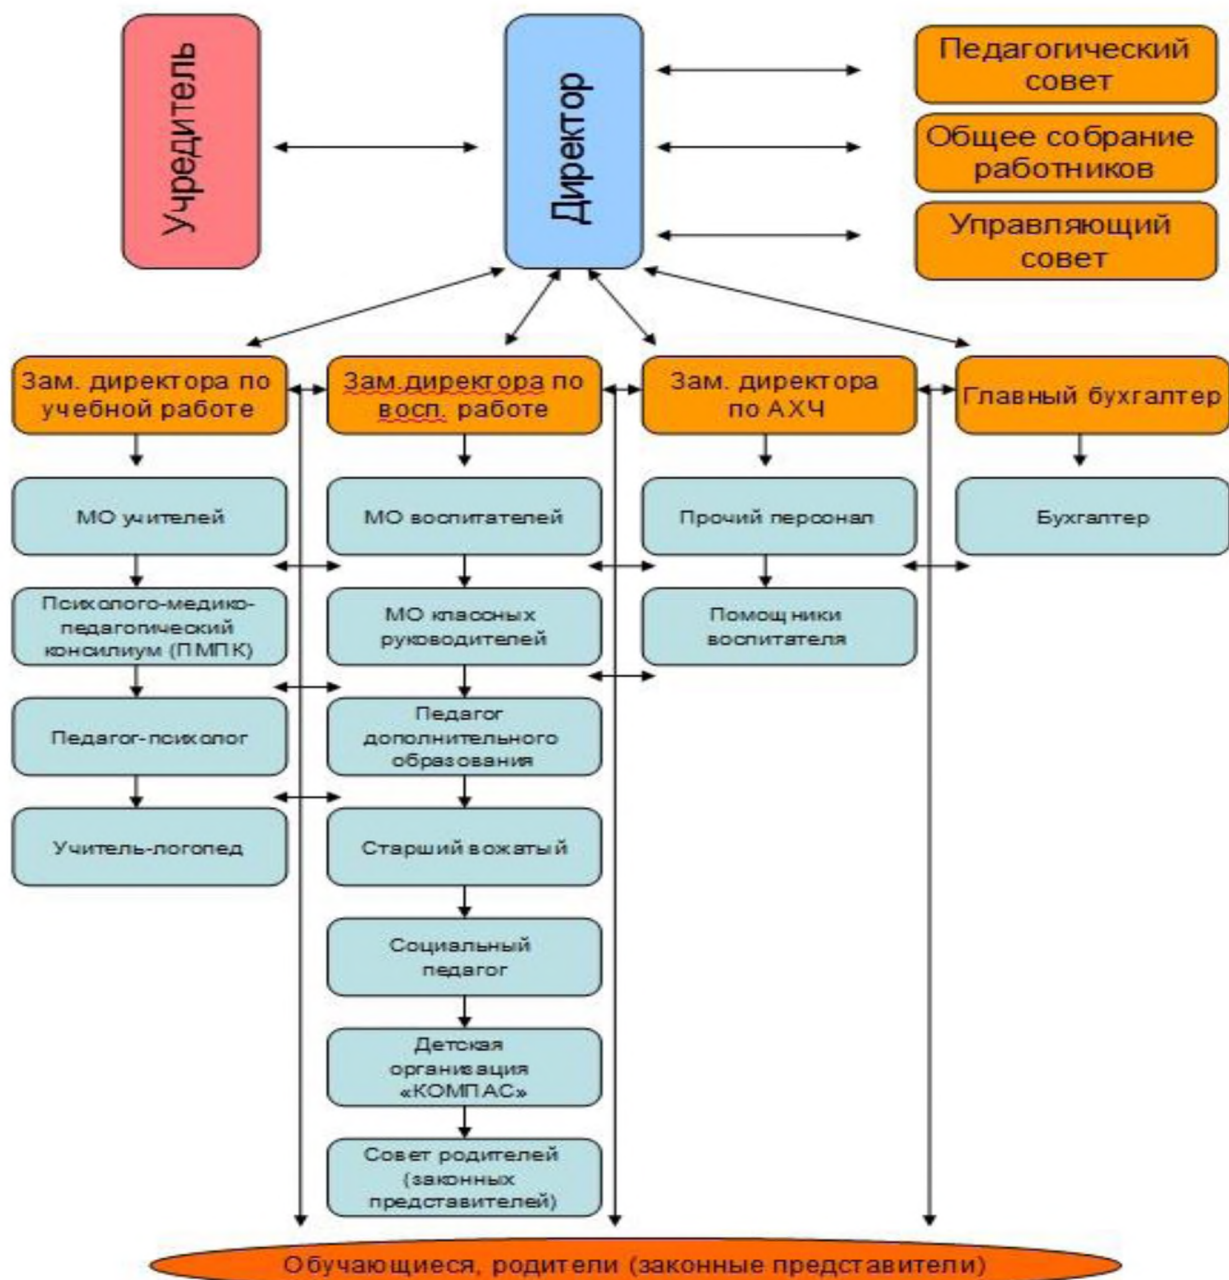 Учредитель
Директор
Педагогический
совет
Общее собрание
работников
Управляющий
совет
Зам. директора по
учебной работе
Зам.директора по
восп. работе
Зам. директора
по АХЧ
Главный бухгалтер
МО учителей
МО воспитателей
Прочий персонал
Бухгалтер
Психолого-медико-
педагогический
консилиум (ПМПК)
МО классных
руководителей
Помощники
воспитателя
Педагог-психолог
Педагог
дополнительного
образования
Учитель-логопед
Старший вожатый
Социальный
педагог
Детская
организация
«КОМПАС»
Совет родителей
(законных
представителей)
Обучающиеся, родители (законные представители)